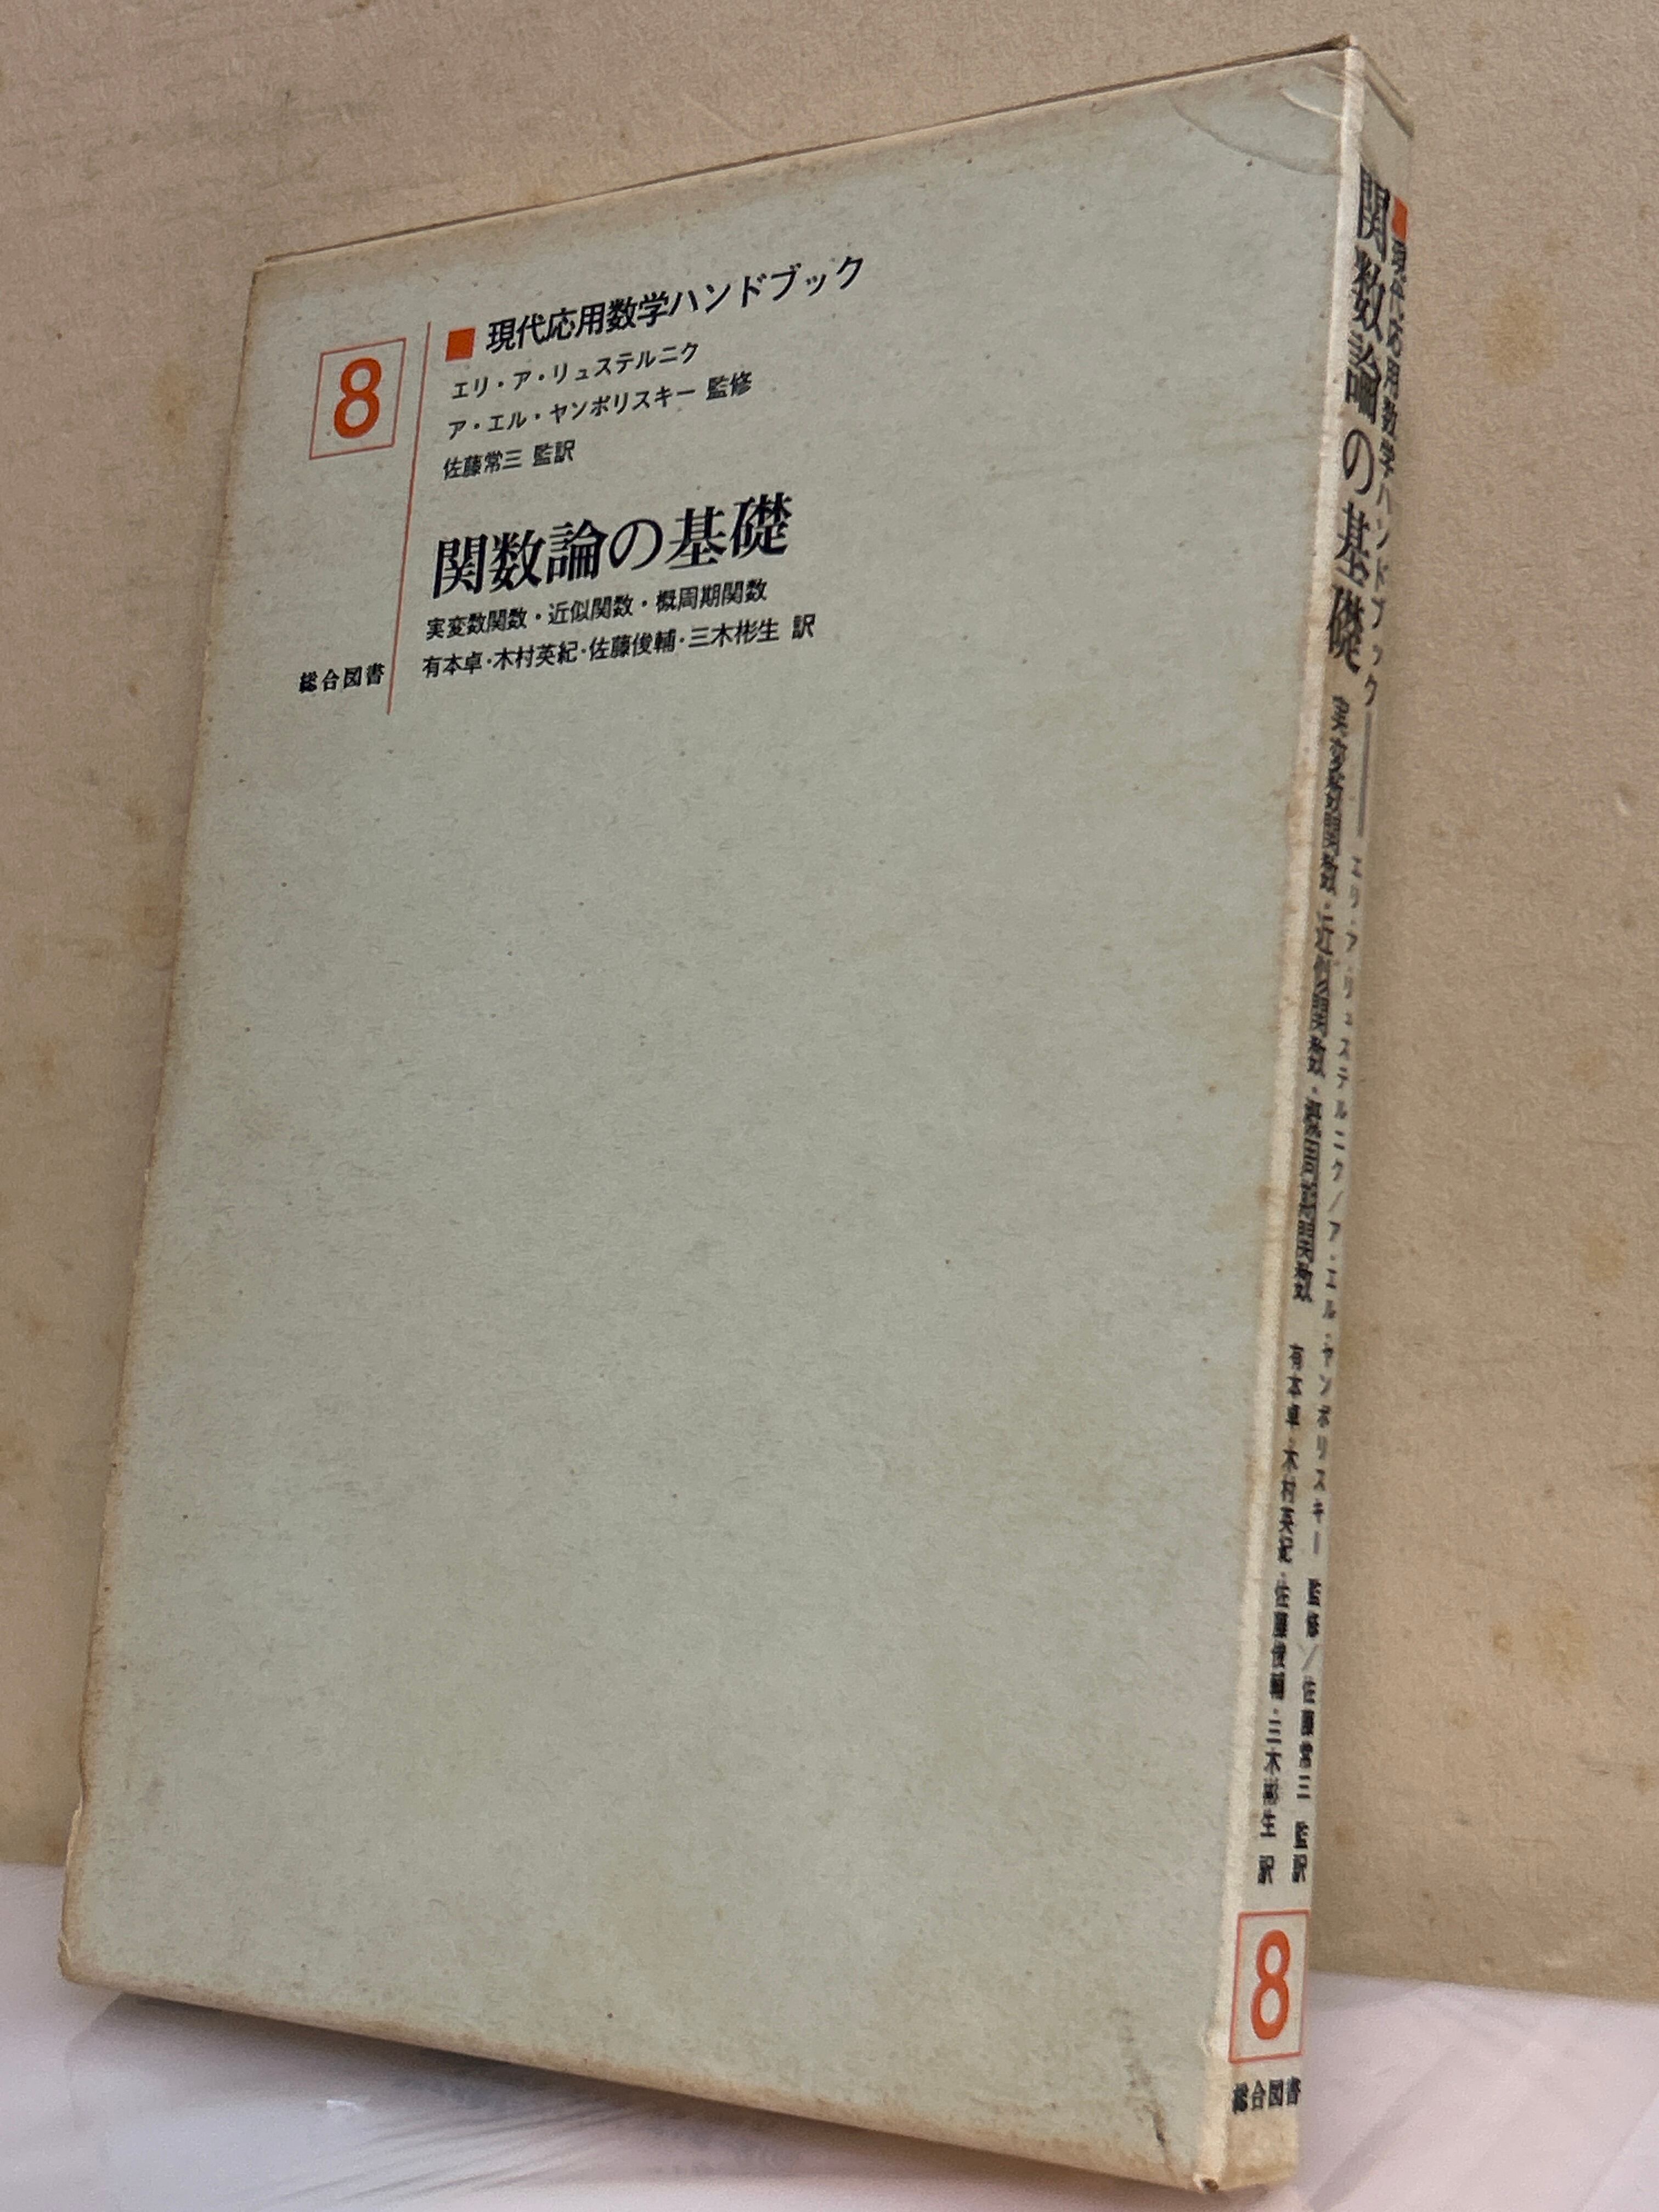 8
■ 現代応用数学ハンドブック
エリ・ア・リュステルニク
ア・エル・ヤンポリスキー 監修
佐藤常三 監訳
関数論の基礎
実変数関数・近似関数・概周期関数
有本卓・木村英紀・佐藤俊輔・三木彬生 訳
総合図書
■現代応用数学ハンドブック――エリ・ア・リュステルニク/ア・エル・ヤンポリスキー 監修/佐藤常三 監訳
関数論の基礎 実変数関数・近似関数・概周期関数 有本卓・木村英紀・佐藤俊輔・三木彬生 訳
8
総合図書